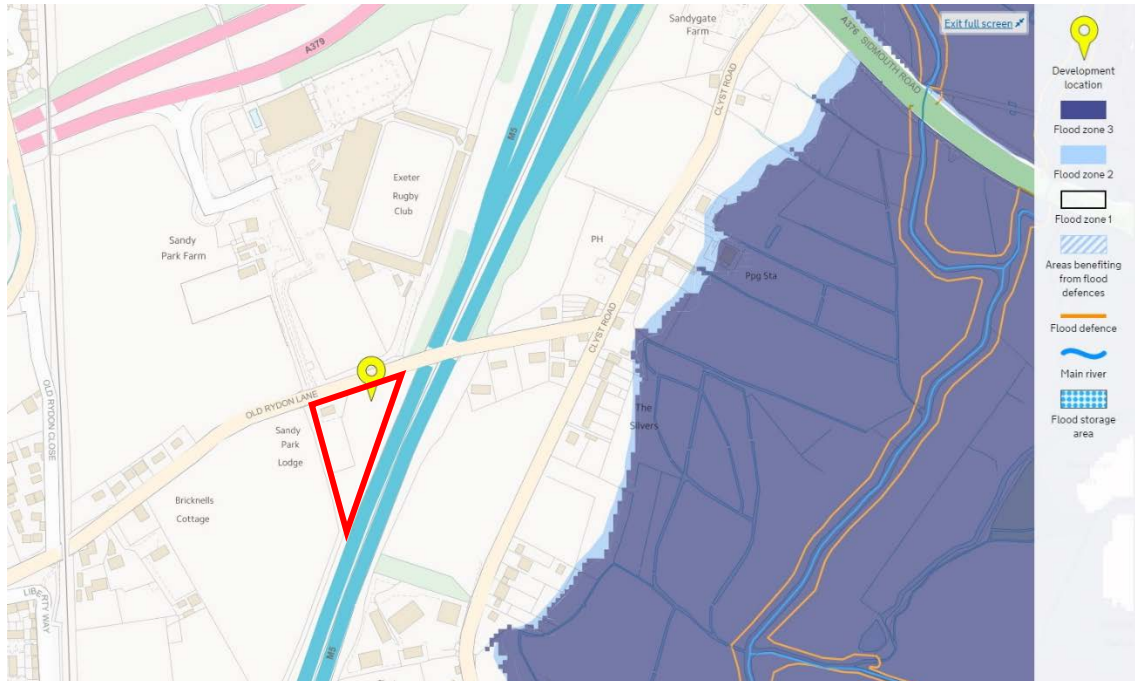 A379
Sandygate
Farm
A376 SIDMOUTH ROAD
Exit full screen
M5
CLYST ROAD
Exeter
Rugby
Club
Sandy
Park Farm
PH
Ppg Sta
CLYST ROAD
OLD RYDON CLOSE
OLD RYDON LANE
Sandy
Park
Lodge
The
Silvers
Bricknells
Cottage
LIBERTY WAY
M5
Development
location
Flood zone 3
Flood zone 2
Flood zone 1
Areas benefiting
from flood
defences
Flood defence
Main river
Flood storage
area